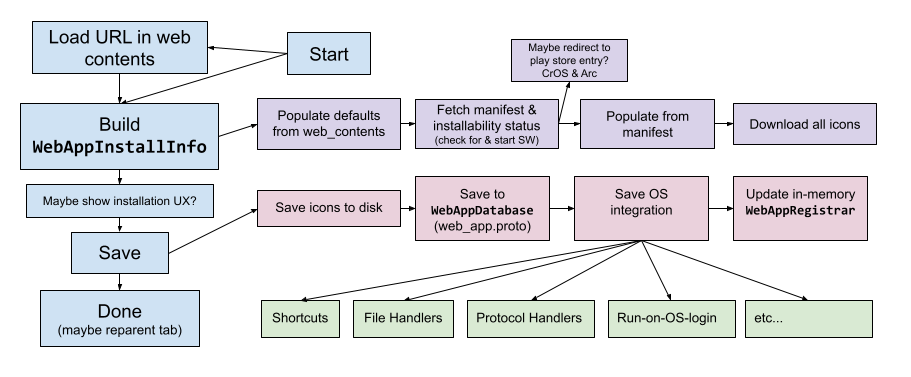 Load URL in web
contents
Start
Maybe redirect to
play store entry?
CrOS & Arc
Build
WebAppInstallInfo
Populate defaults
from web_contents
Fetch manifest &
installability status
(check for & start SW)
Populate from
manifest
Download all icons
Maybe show installation UX?
Save icons to disk
Save to
WebAppDatabase
(web_app.proto)
Save OS
integration
Update in-memory
WebAppRegistrar
Save
Done
(maybe reparent tab)
Shortcuts
File Handlers
Protocol Handlers
Run-on-OS-login
etc...